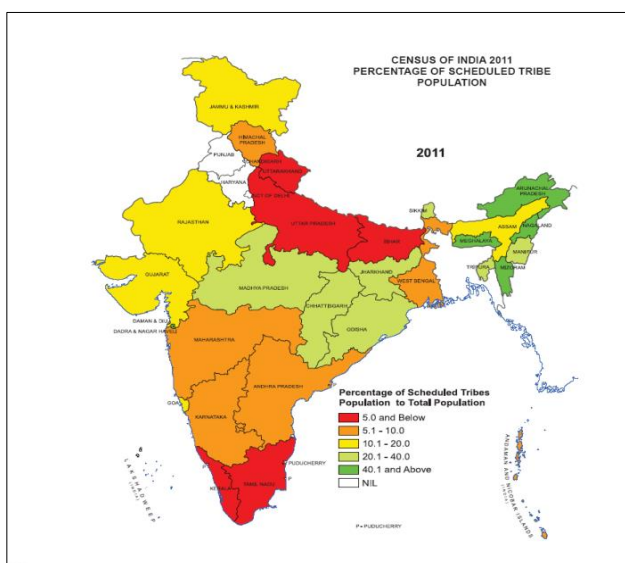 CENSUS OF INDIA 2011
PERCENTAGE OF SCHEDULED TRIBE
POPULATION
2011
JAMMU & KASHMIR
HIMACHAL
PRADESH
PUNJAB
CHANDIGARH
UTTARAKHAND
HARYANA
NCT OF DELHI
RAJASTHAN
UTTAR PRADESH
BIHAR
SIKKIM
ARUNACHAL
PRADESH
ASSAM
NAGALAND
MEGHALAYA
MANIPUR
TRIPURA
MIZORAM
GUJARAT
MADHYA PRADESH
JHARKHAND
WEST BENGAL
CHHATTISGARH
ODISHA
DAMAN & DIU
DADRA & NAGAR HAVELI
MAHARASHTRA
ANDHRA PRADESH
GOA
KARNATAKA
PUDUCHERRY
KERALA
TAMIL NADU
P
P
LAKSHADWEEP
(INDIA)
ANDAMAN AND NICOBAR ISLANDS
(INDIA)
Percentage of Scheduled Tribes
Population to Total Population
5.0 and Below
5.1 - 10.0
10.1 - 20.0
20.1 - 40.0
40.1 and Above
NIL
P = PUDUCHERRY